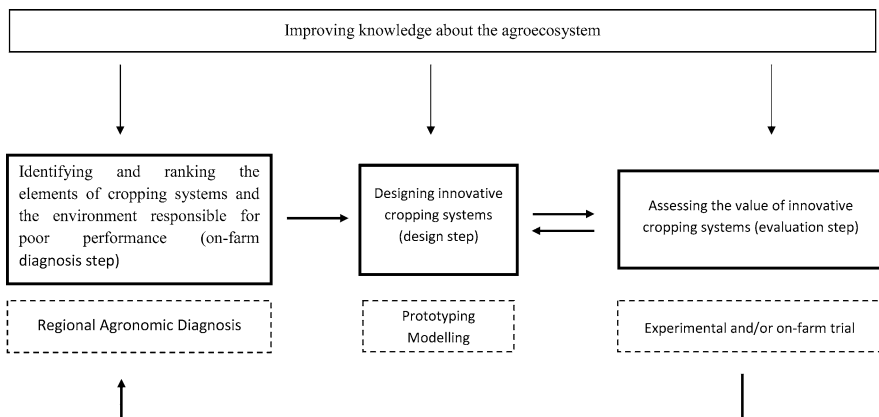 Improving knowledge about the agroecosystem
Identifying and ranking the
elements of cropping systems and
the environment responsible for
poor performance (on-farm
diagnosis step)
Designing innovative
cropping systems
(design step)
Assessing the value of innovative
cropping systems (evaluation step)
Regional Agronomic Diagnosis
Prototyping
Modelling
Experimental and/or on-farm trial